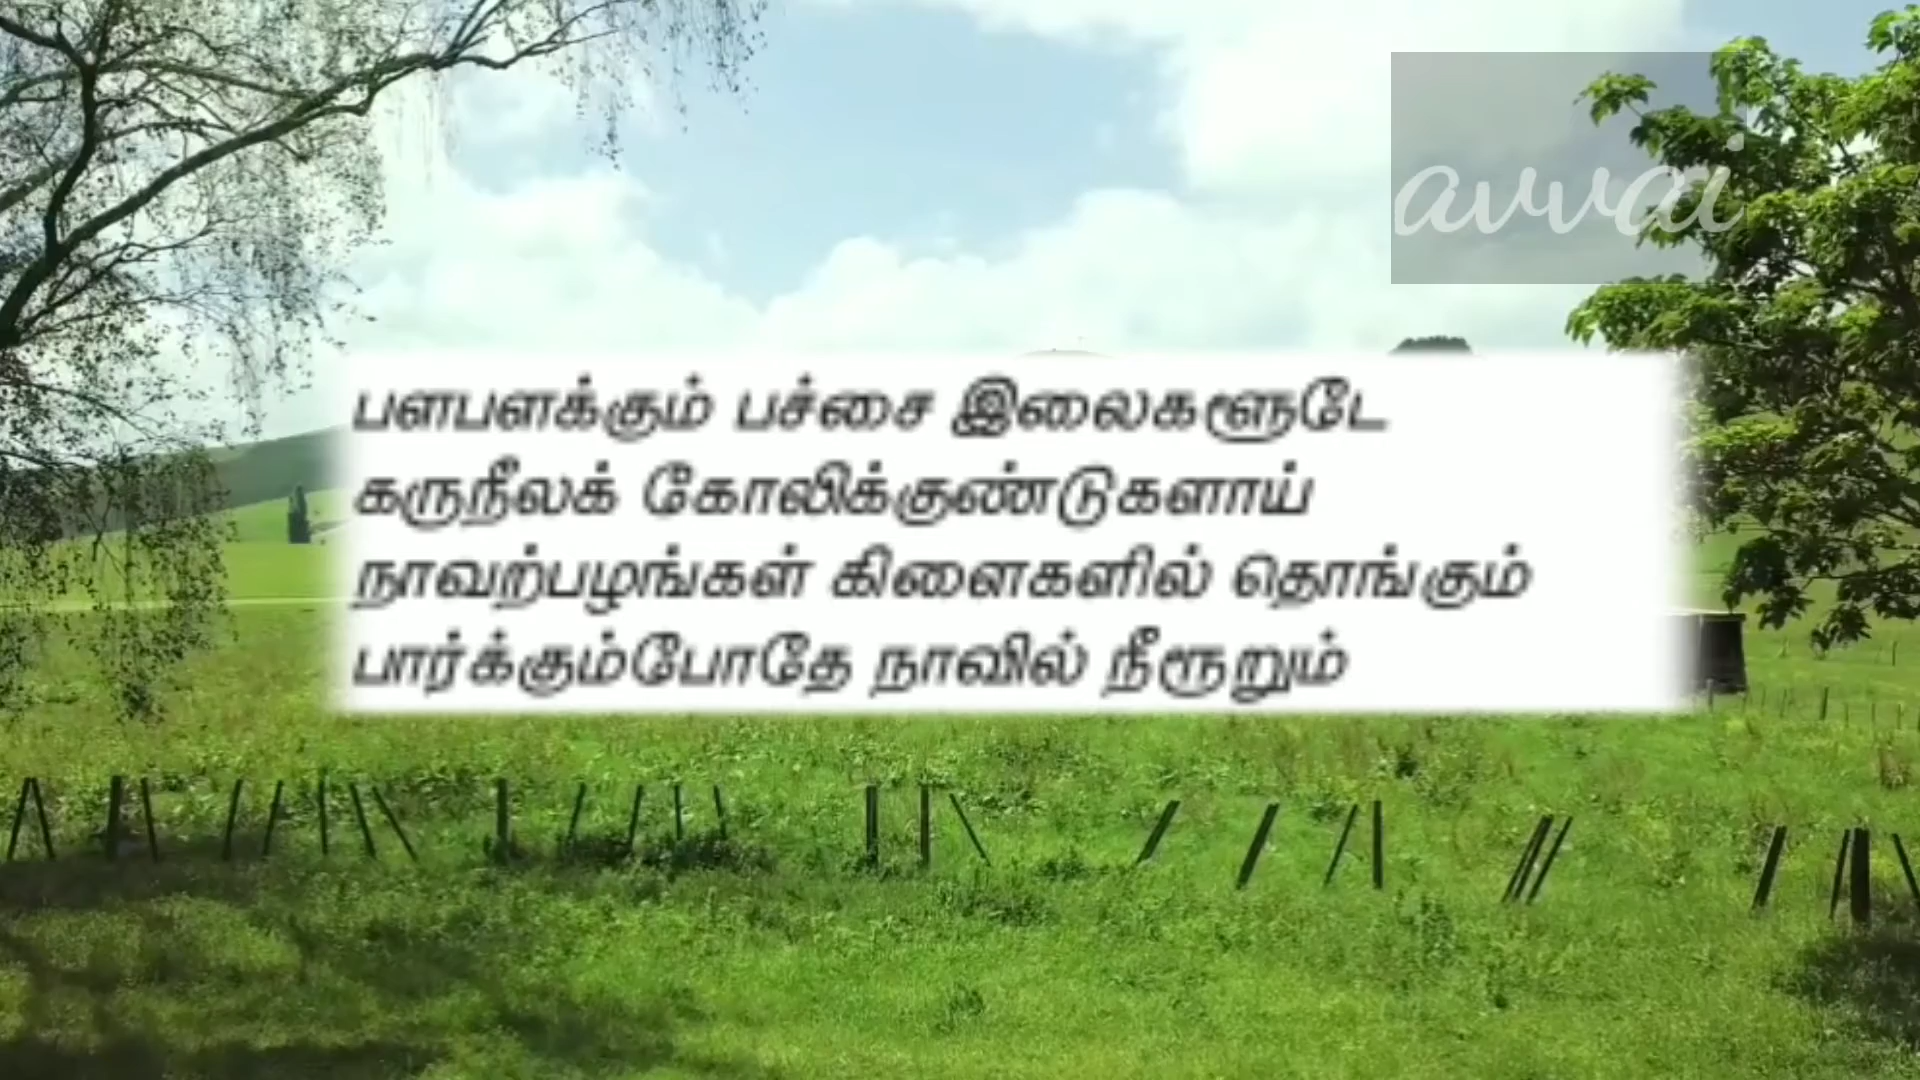 avvai
பளபளக்கும் பச்சை இலைகளூடே
கருநீலக் கோலிக்குண்டுகளாய்
நாவற்பழங்கள் கிளைகளில் தொங்கும்
பார்க்கும்போதே நாவில் நீரூறும்